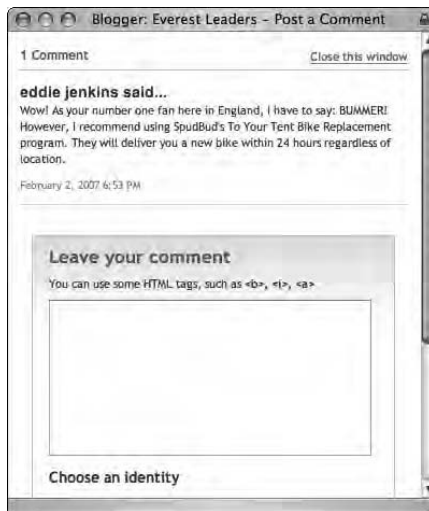 Blogger: Everest Leaders – Post a Comment
1 Comment
Close this window
eddie jenkins said...
Wow! As your number one fan here in England, I have to say: BUMMER!
However, I recommend using SpudBud's To Your Tent Bike Replacement
program. They will deliver you a new bike within 24 hours regardless of
location.
February 2, 2007 6:53 PM
Leave your comment
You can use some HTML tags, such as <b>, <i>, <a>
Choose an identity